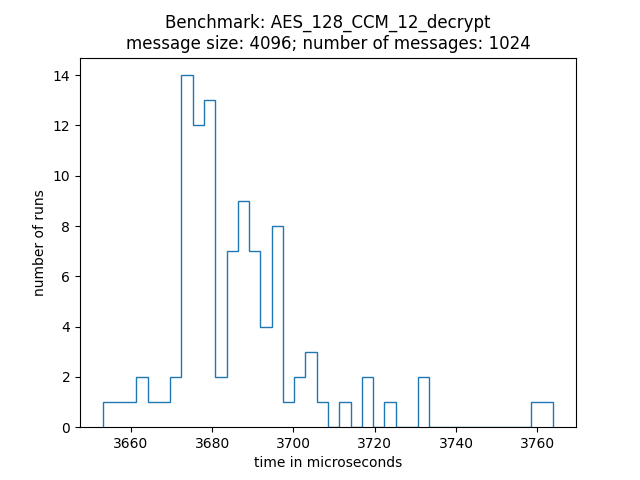 Benchmark: AES_128_CCM_12_decrypt
message size: 4096; number of messages: 1024
14
12
10
8
6
4
2
0
number of runs
3660 3680 3700 3720 3740 3760
time in microseconds